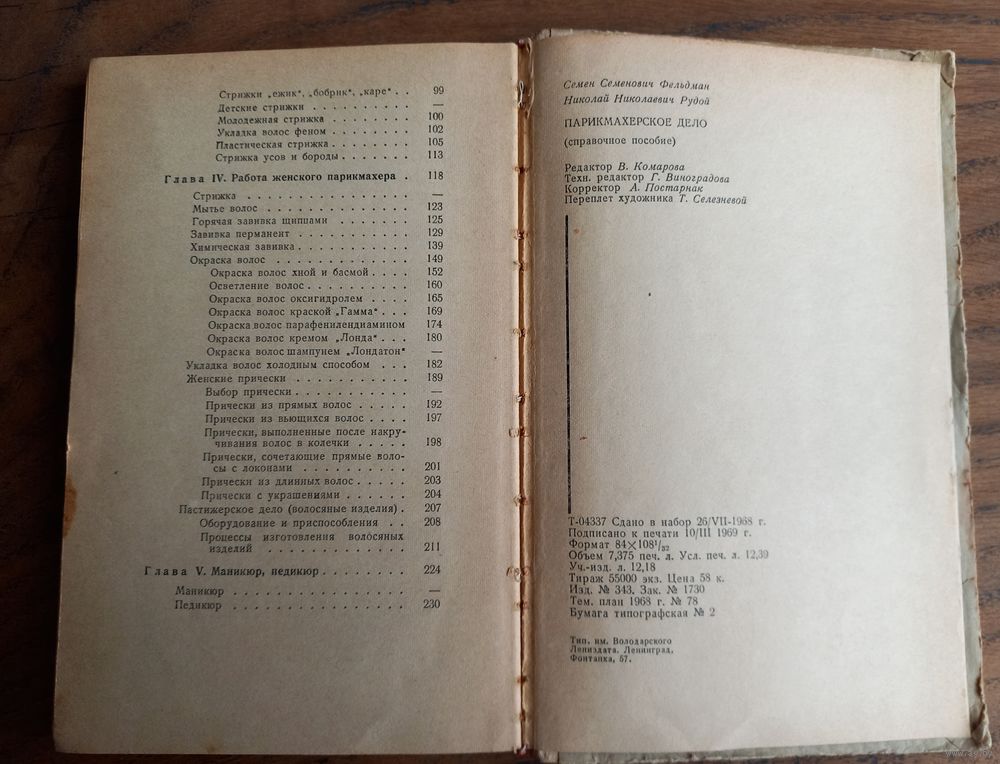 Стрижки „ежик“, „бобрик“, „каре“ . . 99
Детские стрижки . . . . . . . . . —
Молодежная стрижка . . . . . . . . 100
Укладка волос феном . . . . . . . . 102
Пластическая стрижка . . . . . . . . 105
Стрижка усов и бороды . . . . . . . 113
Глава IV. Работа женского парикмахера . 118
Стрижка . . . . . . . . . . . . . . . —
Мытье волос . . . . . . . . . . . . . 123
Горячая завивка щипцами . . . . . . . 125
Завивка перманент . . . . . . . . . . 129
Химическая завивка . . . . . . . . . . 139
Окраска волос . . . . . . . . . . . . 149
Окраска волос хной и басмой . . . . 152
Осветление волос . . . . . . . . . . 160
Окраска волос оксигидролем . . . . 165
Окраска волос краской „Гамма“ . . . 169
Окраска волос парафенилендиамином 174
Окраска волос кремом „Лонда“ . . . 180
Окраска волос шампунем „Лондатон“ —
Укладка волос холодным способом . . . 182
Женские прически . . . . . . . . . . . 189
Выбор прически . . . . . . . . . . . —
Прически из прямых волос . . . . . 192
Прически из вьющихся волос . . . . 197
Прически, выполненные после накру-
чивания волос в колечки . . . . . 198
Прически, сочетающие прямые воло-
сы с локонами . . . . . . . . . . 201
Прически из длинных волос . . . . . 203
Прически с украшениями . . . . . . 204
Пастижерское дело (волосяные изделия) . 207
Оборудование и приспособления . . 208
Процессы изготовления волосяных
изделий . . . . . . . . . . . . . 211
Глава V. Маникюр, педикюр . . . . . . . . 224
Маникюр . . . . . . . . . . . . . . . . —
Педикюр . . . . . . . . . . . . . . . . 230
Семен Семенович Фельдман
Николай Николаевич Рудой
ПАРИКМАХЕРСКОЕ ДЕЛО
(справочное пособие)
Редактор В. Комарова
Техн. редактор Г. Виноградова
Корректор А. Постарнак
Переплет художника Т. Селезневой
Т-04337 Сдано в набор 26/VII-1968 г.
Подписано к печати 10/III 1969 г.
Формат 84×108¹/₃₂
Объем 7,375 печ. л. Усл. печ. л. 12,39
Уч.-изд. л. 12,18
Тираж 55000 экз. Цена 58 к.
Изд. № 343. Зак. № 1730
Тем. план 1968 г. № 78
Бумага типографская № 2
Тип. им. Володарского
Лениздата. Ленинград,
Фонтанка, 57.